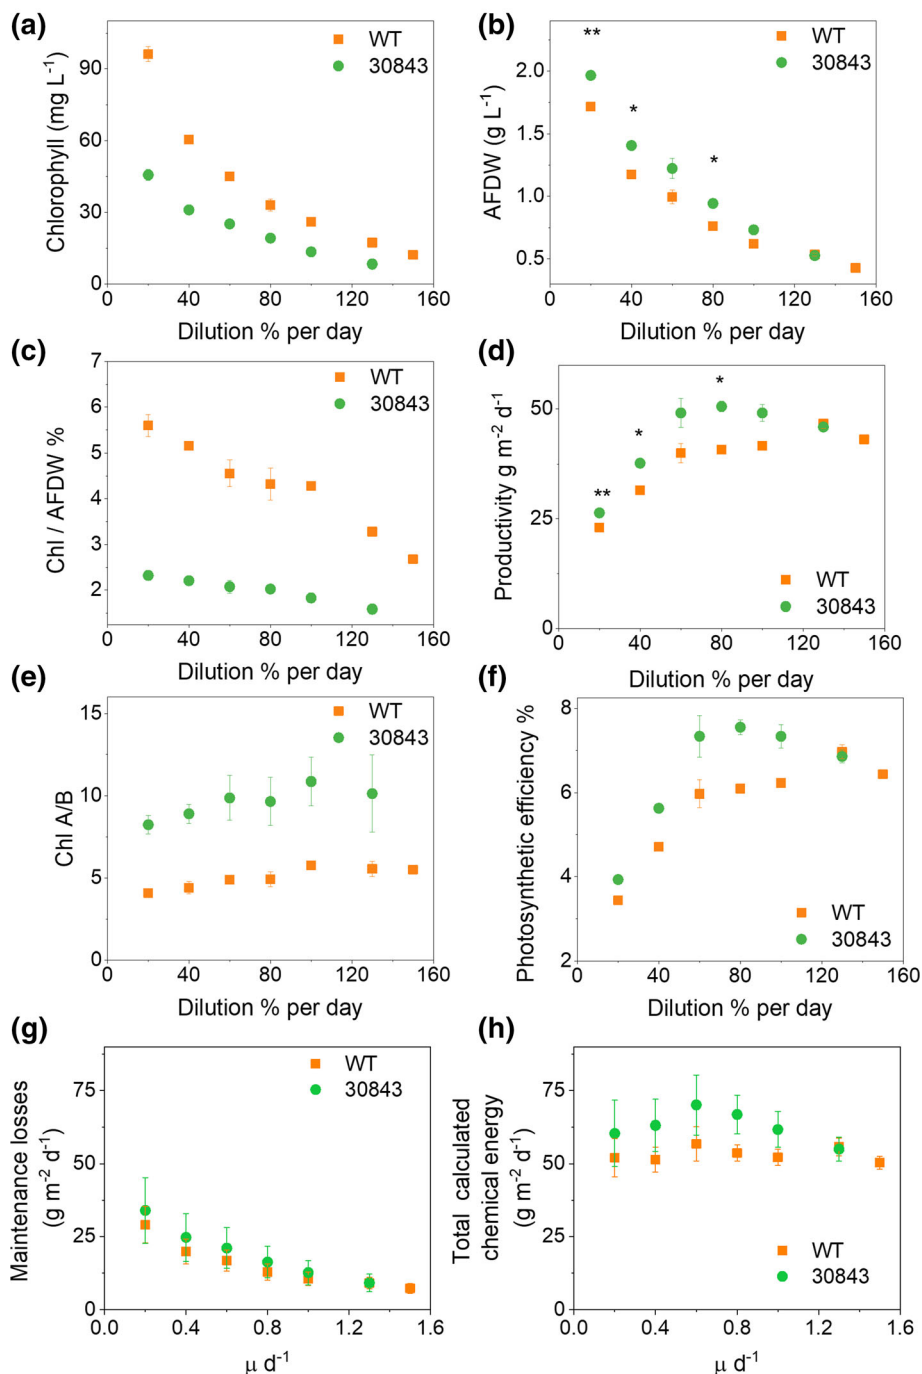 (a)
Chlorophyll (mg L-1)
90
60
30
0
WT
30843
0 40 80 120 160
Dilution % per day
(b)
AFDW (g L-1)
2.0
1.5
1.0
0.5
**
*
*
WT
30843
0 40 80 120 160
Dilution % per day
(c)
Chl / AFDW %
7
6
5
4
3
2
WT
30843
0 40 80 120 160
Dilution % per day
(d)
Productivity g m-2 d-1
50
25
0
**
*
*
WT
30843
0 40 80 120 160
Dilution % per day
(e)
Chl A/B
15
10
5
0
WT
30843
0 40 80 120 160
Dilution % per day
(f)
Photosynthetic efficiency %
8
6
4
2
WT
30843
0 40 80 120 160
Dilution % per day
(g)
Maintenance losses
(g m-2 d-1)
75
50
25
0
WT
30843
0.0 0.4 0.8 1.2 1.6
μ d-1
(h)
Total calculated
chemical energy
(g m-2 d-1)
75
50
25
0
WT
30843
0.0 0.4 0.8 1.2 1.6
μ d-1